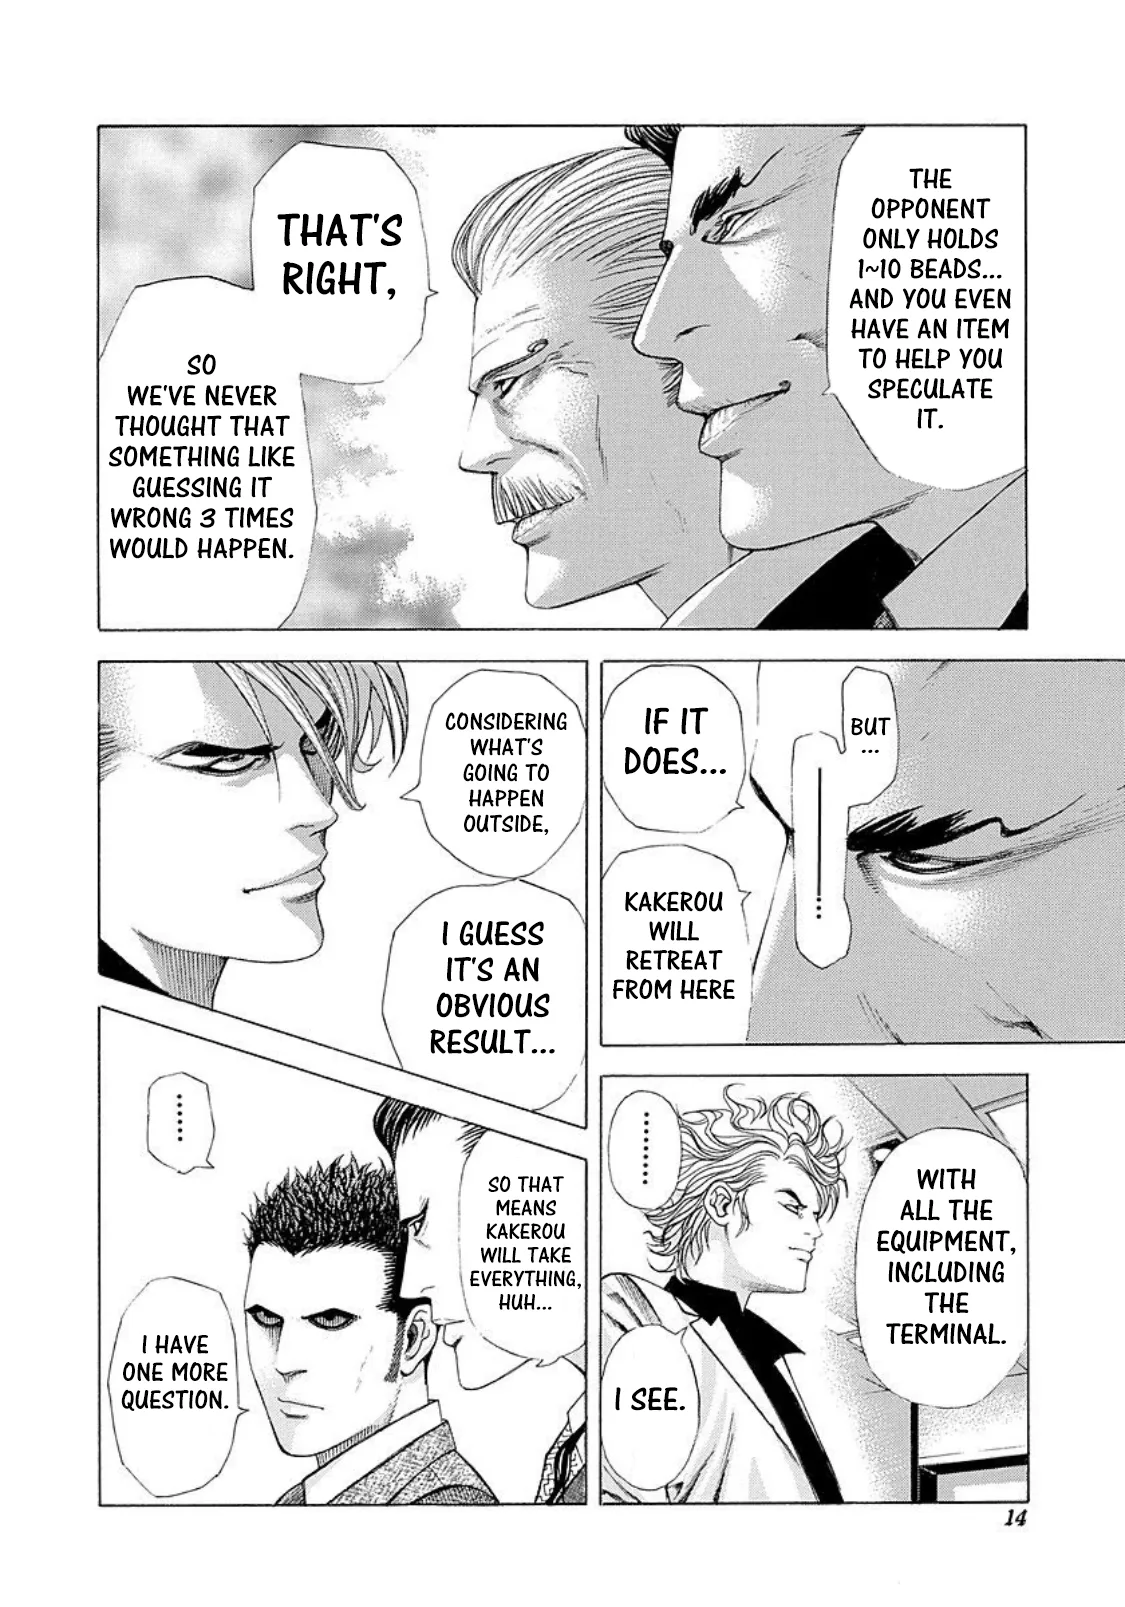 THE
OPPONENT
ONLY HOLDS
1~10 BEADS...
AND YOU EVEN
HAVE AN ITEM
TO HELP YOU
SPECULATE
IT.
THAT'S
RIGHT,
SO
WE'VE NEVER
THOUGHT THAT
SOMETHING LIKE
GUESSING IT
WRONG 3 TIMES
WOULD HAPPEN.
BUT
...
IF IT
DOES...
KAKEROU
WILL
RETREAT
FROM HERE
CONSIDERING
WHAT'S
GOING TO
HAPPEN
OUTSIDE,
I GUESS
IT'S AN
OBVIOUS
RESULT...
WITH
ALL THE
EQUIPMENT,
INCLUDING
THE
TERMINAL.
.........
I SEE.
SO THAT
MEANS
KAKEROU
WILL TAKE
EVERYTHING,
HUH...
......
I HAVE
ONE MORE
QUESTION.
14